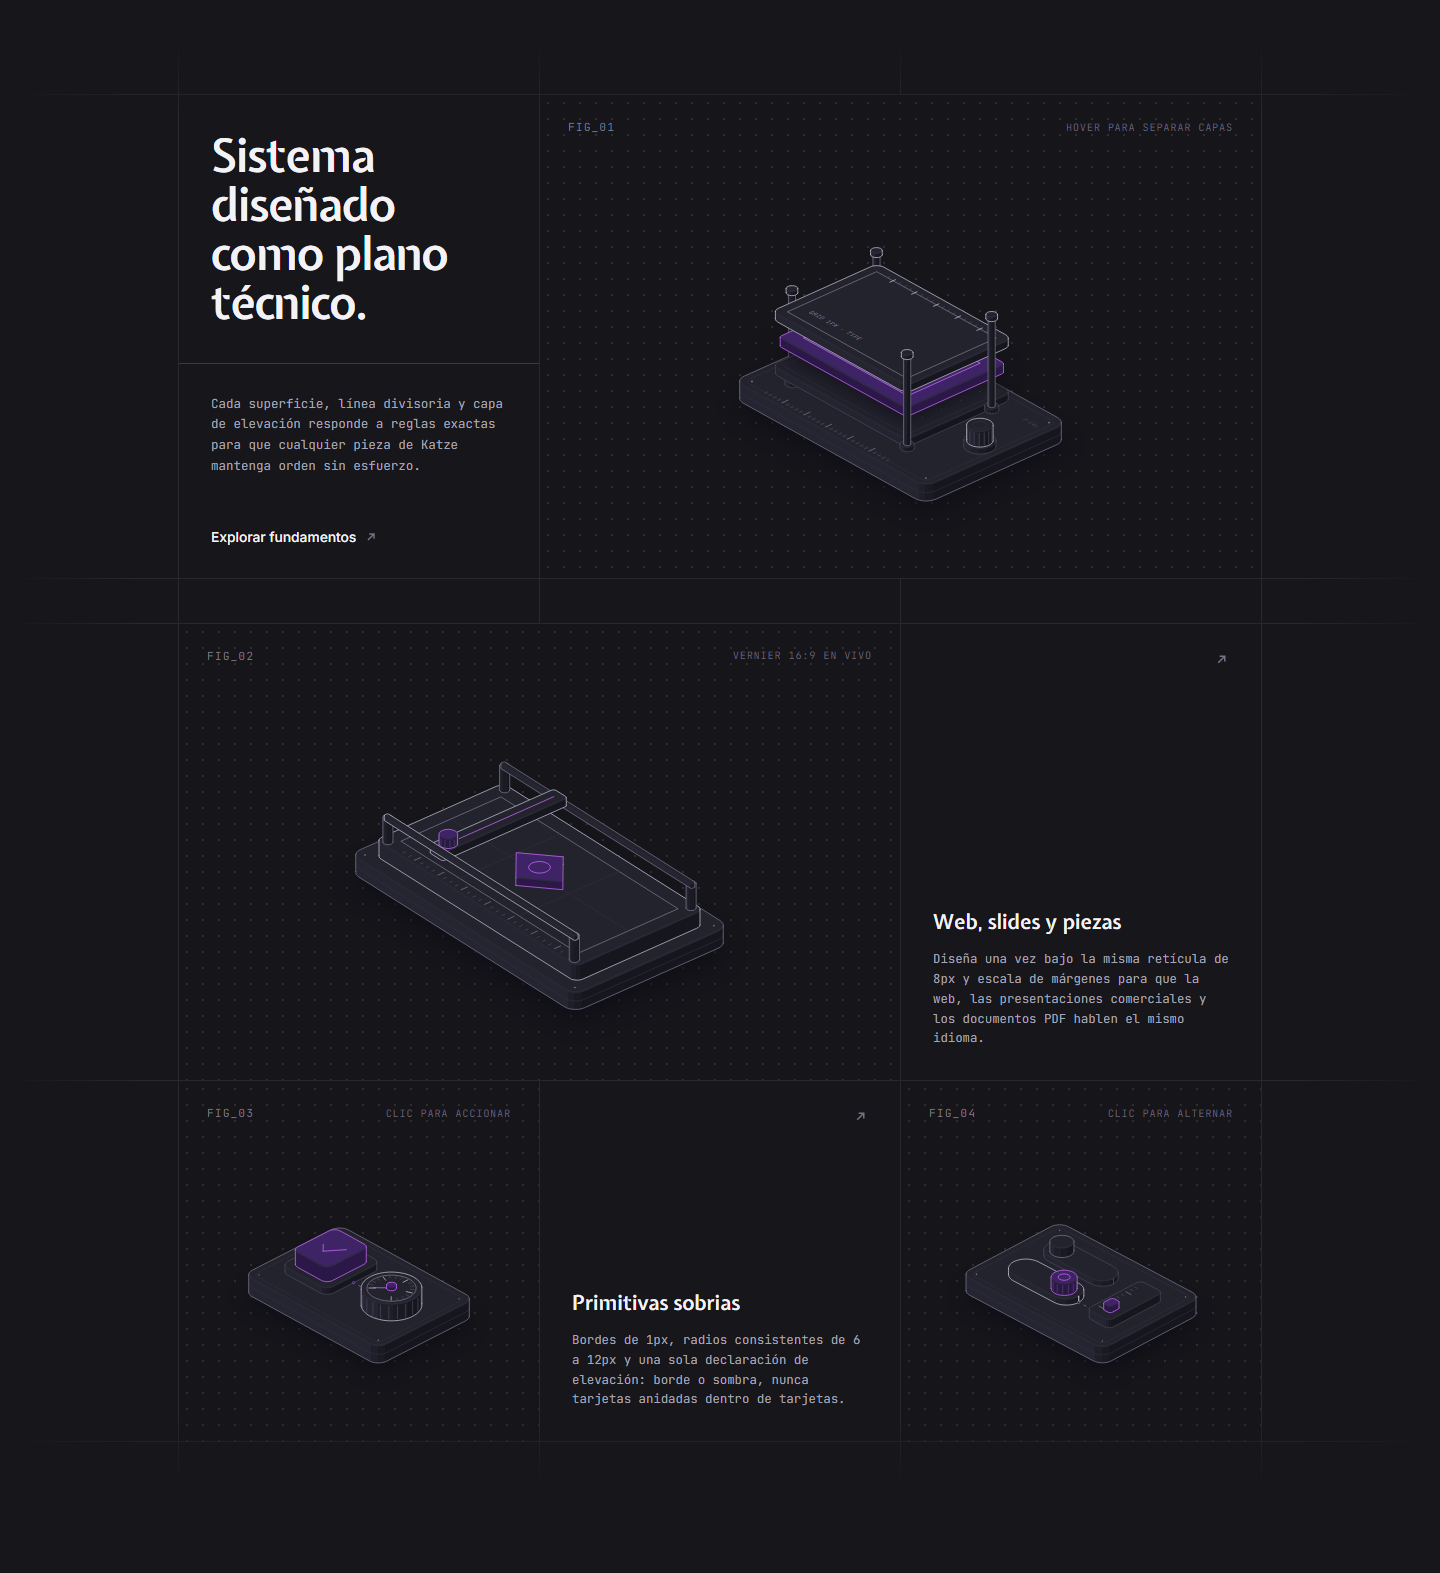 Sistema
diseñado
como plano
técnico.
Cada superficie, línea divisoria y capa
de elevación responde a reglas exactas
para que cualquier pieza de Katze
mantenga orden sin esfuerzo.
Explorar fundamentos
FIG_01
HOVER PARA SEPARAR CAPAS
FIG_02
VERNIER 16:9 EN VIVO
Web, slides y piezas
Diseña una vez bajo la misma retícula de
8px y escala de márgenes para que la
web, las presentaciones comerciales y
los documentos PDF hablen el mismo
idioma.
FIG_03
CLIC PARA ACCIONAR
Primitivas sobrias
Bordes de 1px, radios consistentes de 6
a 12px y una sola declaración de
elevación: borde o sombra, nunca
tarjetas anidadas dentro de tarjetas.
FIG_04
CLIC PARA ALTERNAR